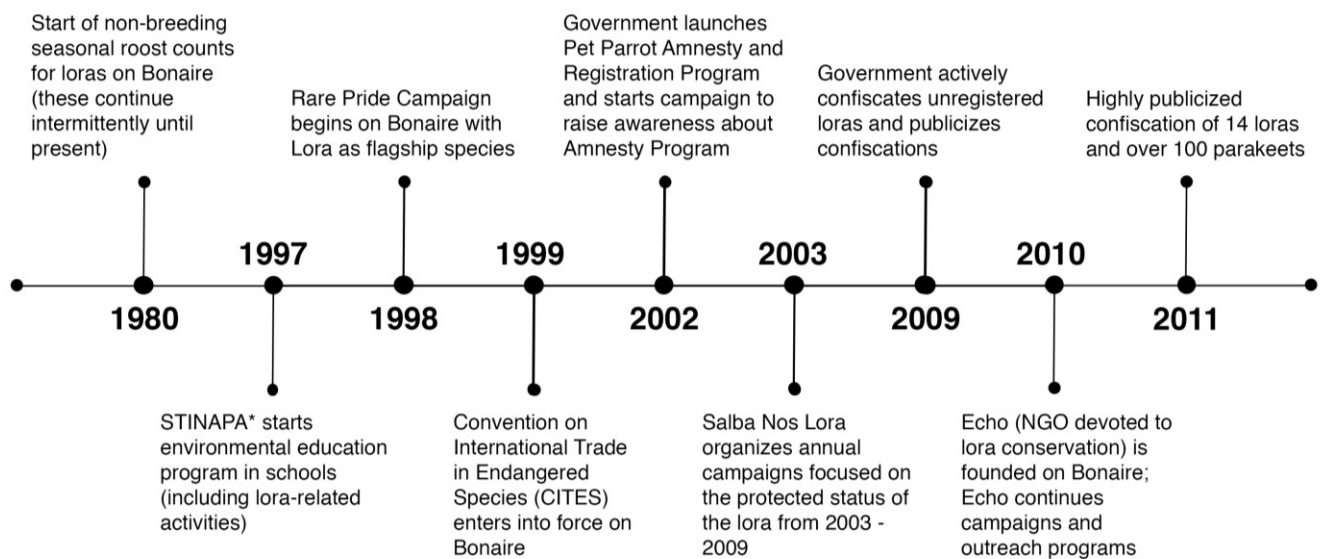 Start of non-breeding
seasonal roost counts
for loras on Bonaire
(these continue
intermittently until
present)
1980
1997
STINAPA* starts
environmental education
program in schools
(including lora-related
activities)
Rare Pride Campaign
begins on Bonaire with
Lora as flagship species
1998
1999
Convention on
International Trade
in Endangered
Species (CITES)
enters into force on
Bonaire
Government launches
Pet Parrot Amnesty and
Registration Program
and starts campaign to
raise awareness about
Amnesty Program
2002
2003
Salba Nos Lora
organizes annual
campaigns focused on
the protected status of
the lora from 2003 -
2009
Government actively
confiscates unregistered
loras and publicizes
confiscations
2009
2010
Echo (NGO devoted to
lora conservation) is
founded on Bonaire;
Echo continues
campaigns and
outreach programs
Highly publicized
confiscation of 14 loras
and over 100 parakeets
2011